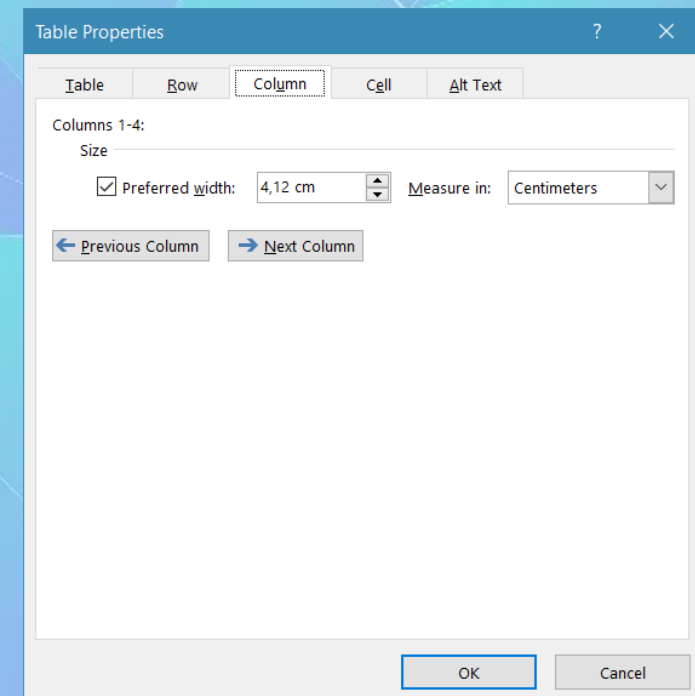 Table Properties ?
Table Row Column Cell Alt Text
Columns 1-4:
Size
Preferred width: 4,12 cm Measure in: Centimeters
Previous Column Next Column
OK Cancel